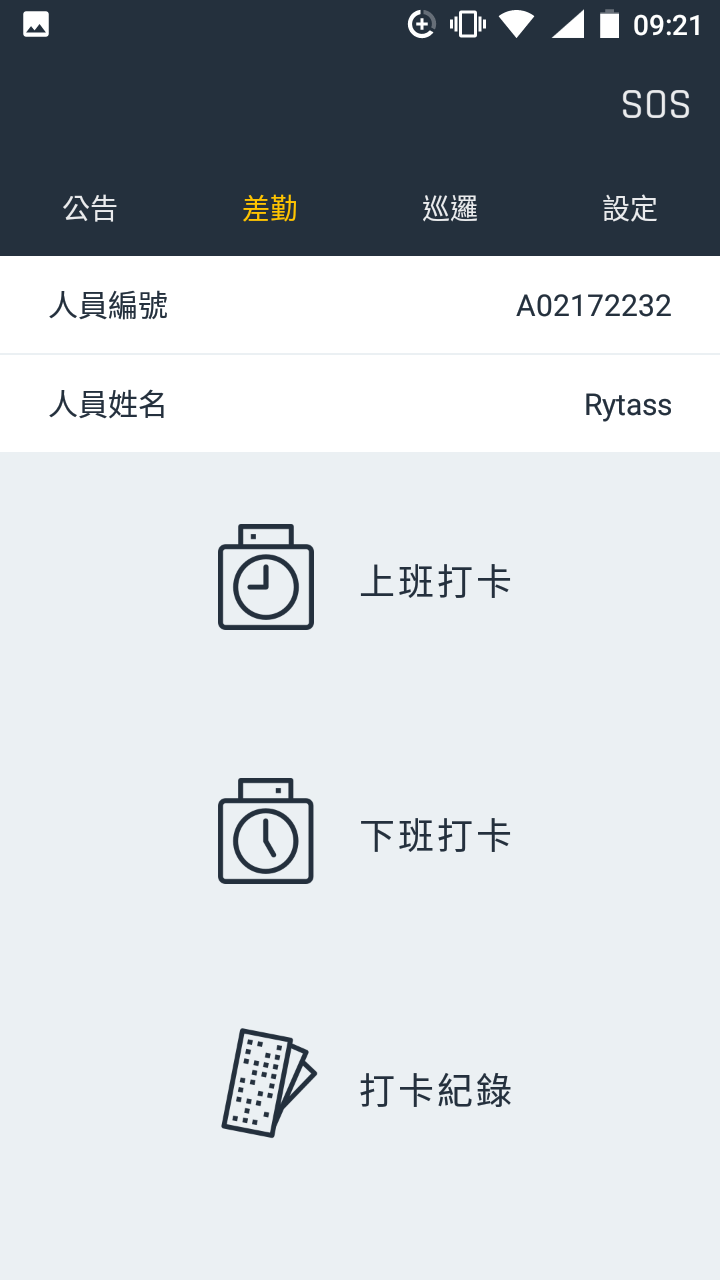 09:21
SOS
公告 差勤 巡邏 設定
人員編號 A02172232
人員姓名 Rytass
上班打卡
下班打卡
打卡紀錄